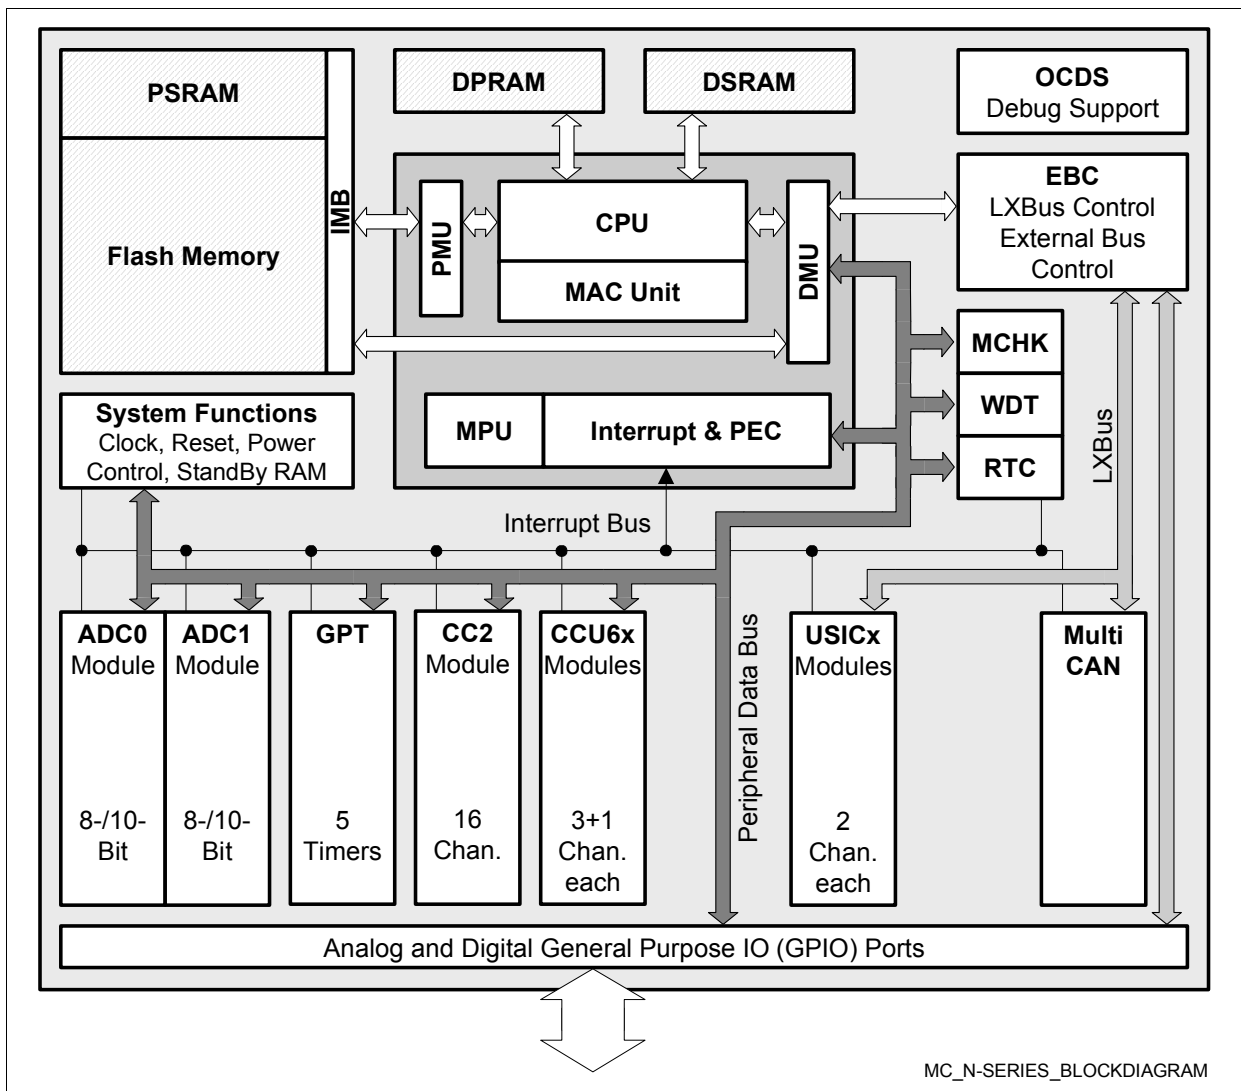 PSRAM
Flash Memory
IMB
DPRAM
DSRAM
OCDS
Debug Support
PMU
CPU
MAC Unit
DMU
EBC
LXBus Control
External Bus
Control
MPU
Interrupt & PEC
MCHK
WDT
RTC
LXBus
System Functions
Clock, Reset, Power
Control, StandBy RAM
Interrupt Bus
ADC0
Module
8-/10-
Bit
ADC1
Module
8-/10-
Bit
GPT
5
Timers
CC2
Module
16
Chan.
CCU6x
Modules
3+1
Chan.
each
Peripheral Data Bus
USICx
Modules
2
Chan.
each
Multi
CAN
Analog and Digital General Purpose IO (GPIO) Ports
MC_N-SERIES_BLOCKDIAGRAM